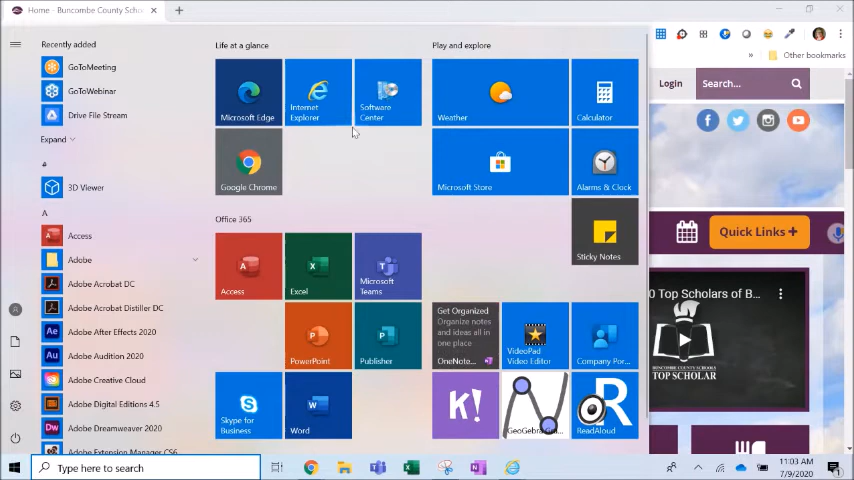 Home - Buncombe County Scho
Other bookmarks
Recently added
GoToMeeting
GoToWebinar
Drive File Stream
Expand
#
3D Viewer
A
Access
Adobe
Adobe Acrobat DC
Adobe Acrobat Distiller DC
Adobe After Effects 2020
Adobe Audition 2020
Adobe Creative Cloud
Adobe Digital Editions 4.5
Adobe Dreamweaver 2020
Adobe Extension Manager CS6
Life at a glance
Microsoft Edge
Internet
Explorer
Software
Center
Google Chrome
Office 365
Access
Excel
Microsoft
Teams
PowerPoint
Publisher
Skype for
Business
Word
Play and explore
Weather
Calculator
Microsoft Store
Alarms & Clock
Sticky Notes
Get Organized
Organize notes
and ideas all in
one place
OneNote...
VideoPad
Video Editor
Company Por...
K!
GeoGebra Gra...
R
ReadAloud
Login
Search...
Quick Links +
0 Top Scholars of B...
BUNCOMBE COUNTY SCHOOLS
TOP SCHOLAR
Type here to search
11:03 AM
7/9/2020